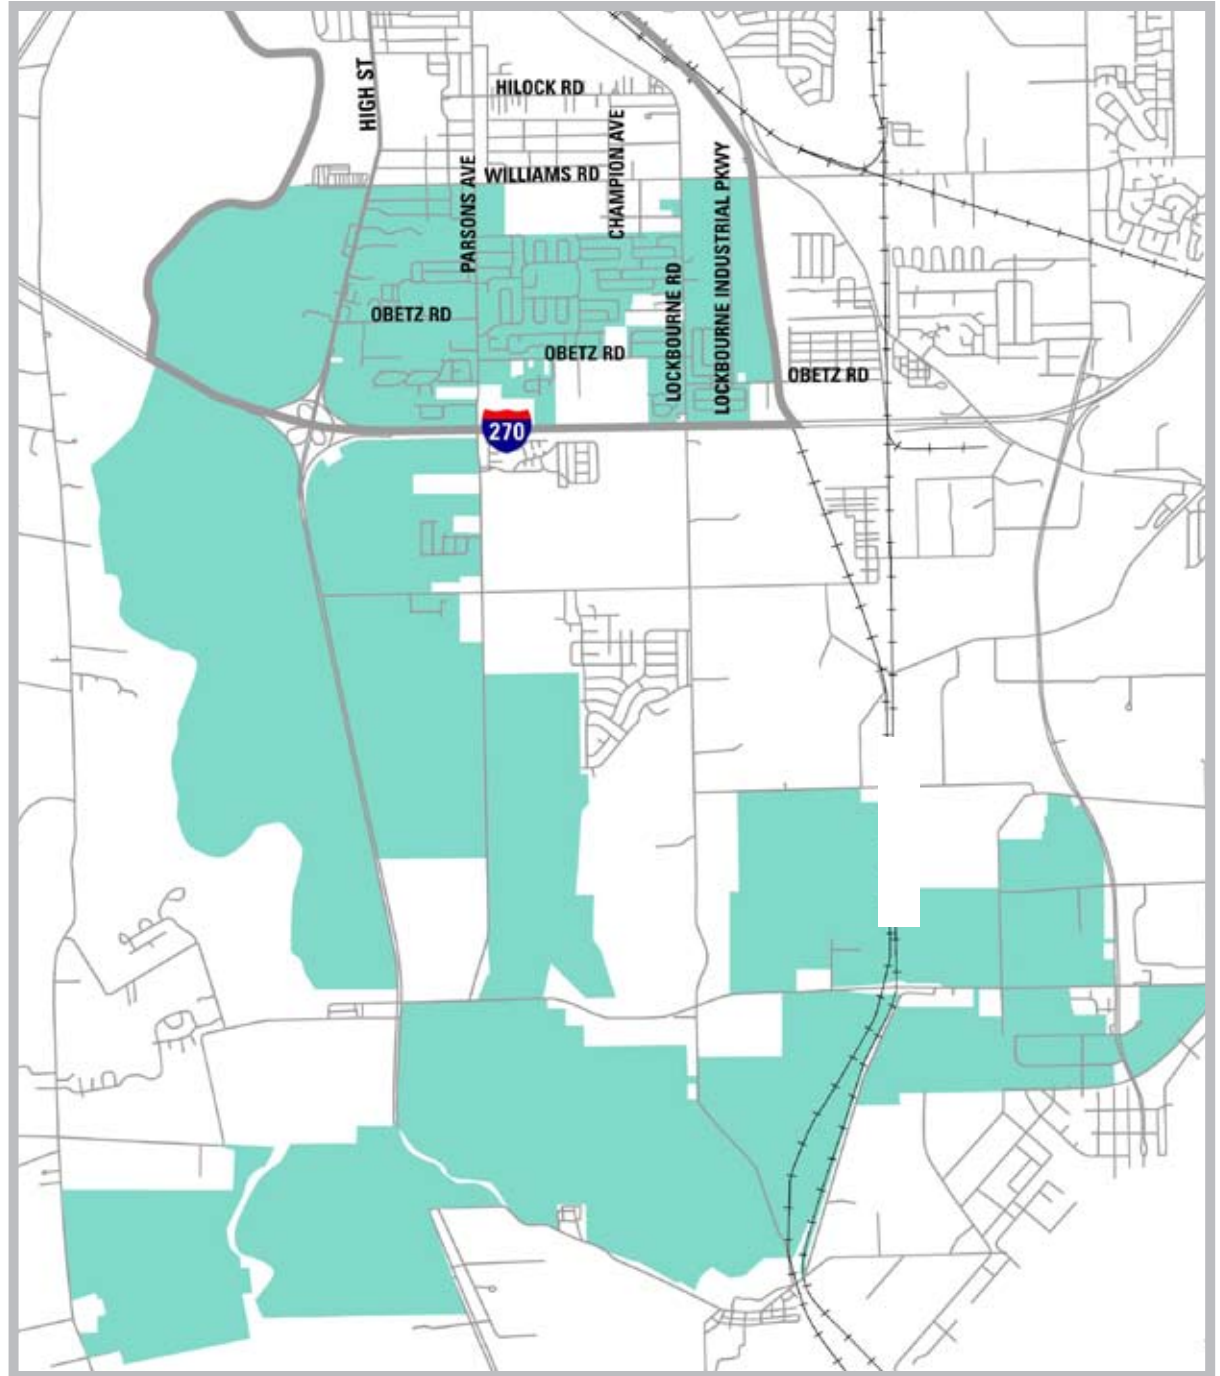 HIGH ST
HILOCK RD
CHAMPION AVE
PARSONS AVE
WILLIAMS RD
LOCKBOURNE INDUSTRIAL PKWY
LOCKBOURNE RD
OBETZ RD
OBETZ RD
OBETZ RD
270